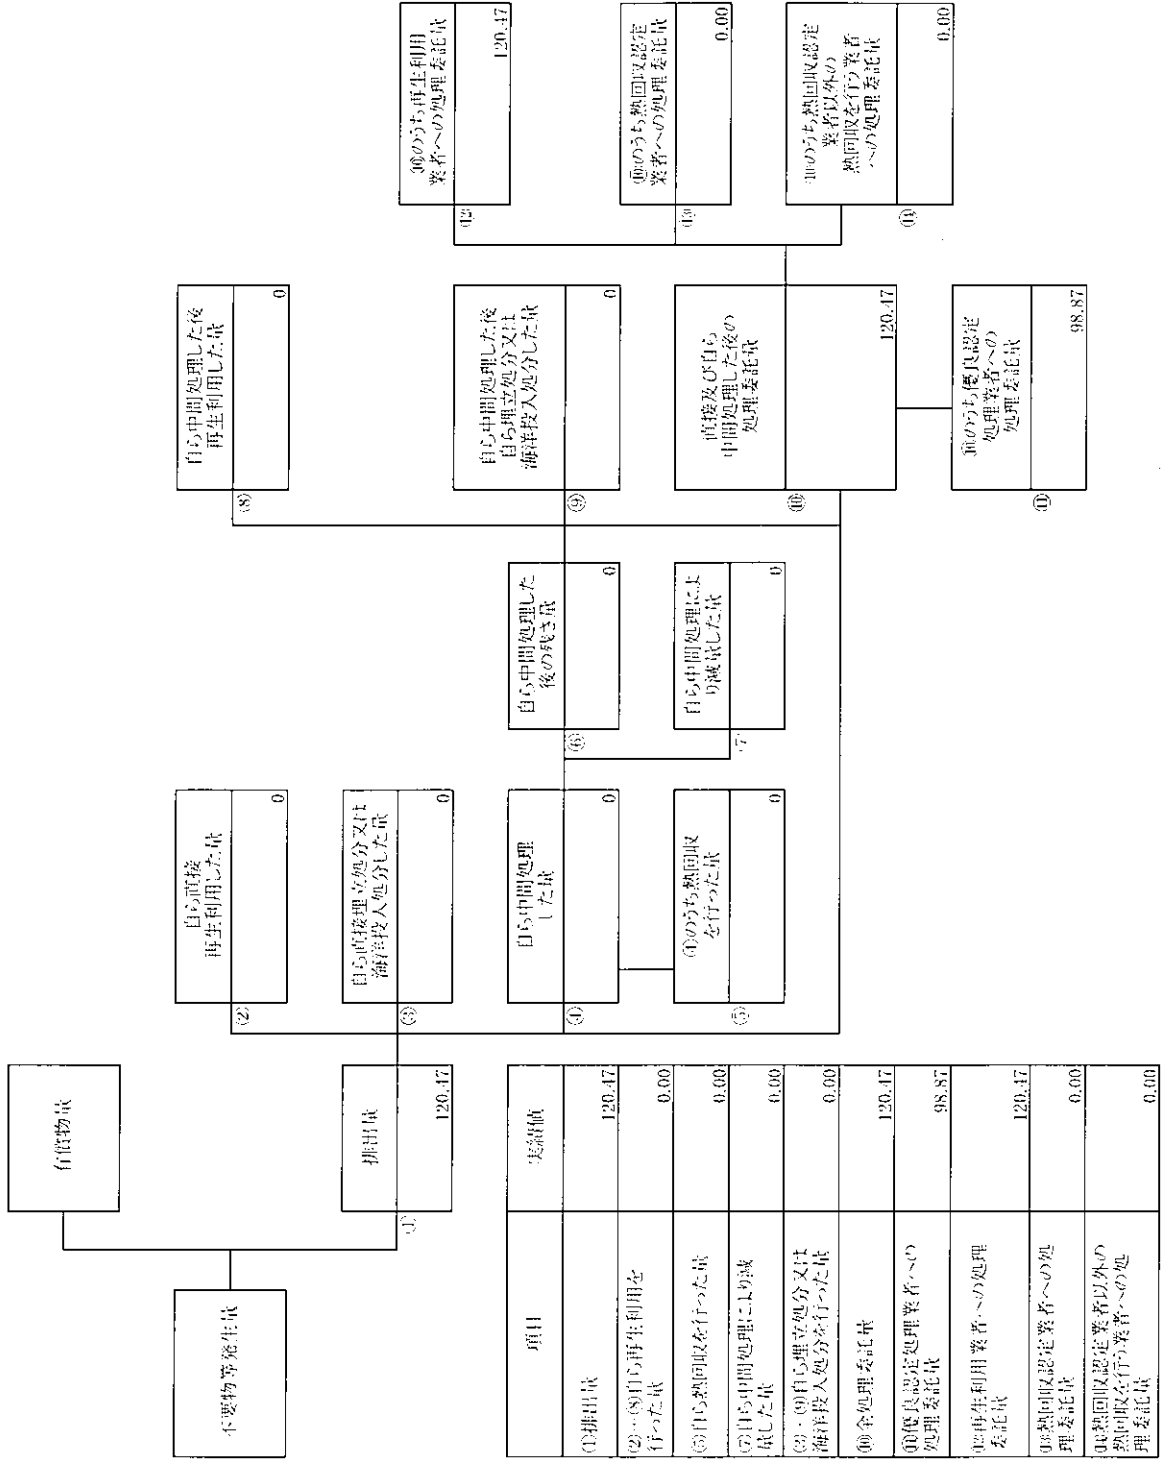 不要物等発生量
有償物量
①
排出量
120.47
②
自ら直接
再生利用した量
0
③
自ら直接埋立処分又は
海洋投入処分した量
0
④
自ら中間処理
した量
0
⑤
④のうち熱回収
を行った量
0
⑥
自ら中間処理した
後の残さ量
0
⑦
自ら中間処理によ
り減量した量
0
⑧
自ら中間処理した後
再生利用した量
0
⑨
自ら中間処理した後
自ら埋立処分又は
海洋投入処分した量
0
⑩
直接及び自ら
中間処理した後の
処理委託量
120.47
⑪
⑩のうち優良認定
処理業者への
処理委託量
98.87
⑫
⑩のうち再生利用
業者への処理委託量
120.47
⑬
⑩のうち熱回収認定
業者への処理委託量
0.00
⑭
⑩のうち熱回収認定
業者以外の
熱回収を行う業者
への処理委託量
0.00
項目
実績値
①排出量
120.47
②+⑧自ら再生利用を
行った量
0.00
⑤自ら熱回収を行った量
0.00
⑦自ら中間処理により減
量した量
0.00
③+⑨自ら埋立処分又は
海洋投入処分を行った量
0.00
⑩全処理委託量
120.47
⑪優良認定処理業者への
処理委託量
98.87
⑫再生利用業者への処理
委託量
120.47
⑬熱回収認定業者への処
理委託量
0.00
⑭熱回収認定業者以外の
熱回収を行う業者への処
理委託量
0.00